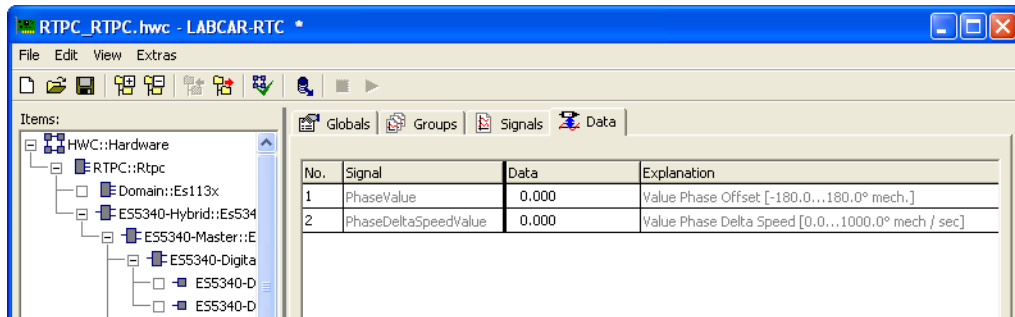 RTPC_RTPC.hwc - LABCAR-RTC *
File Edit View Extras
Items:
HWC::Hardware
RTPC::Rtpc
Domain::Es113x
ES5340-Hybrid::Es534
ES5340-Master::E
ES5340-Digita
ES5340-D
ES5340-D
Globals Groups Signals Data
No. Signal Data Explanation
1 PhaseValue 0.000 Value Phase Offset [-180.0...180.0° mech.]
2 PhaseDeltaSpeedValue 0.000 Value Phase Delta Speed [0.0...1000.0° mech / sec]